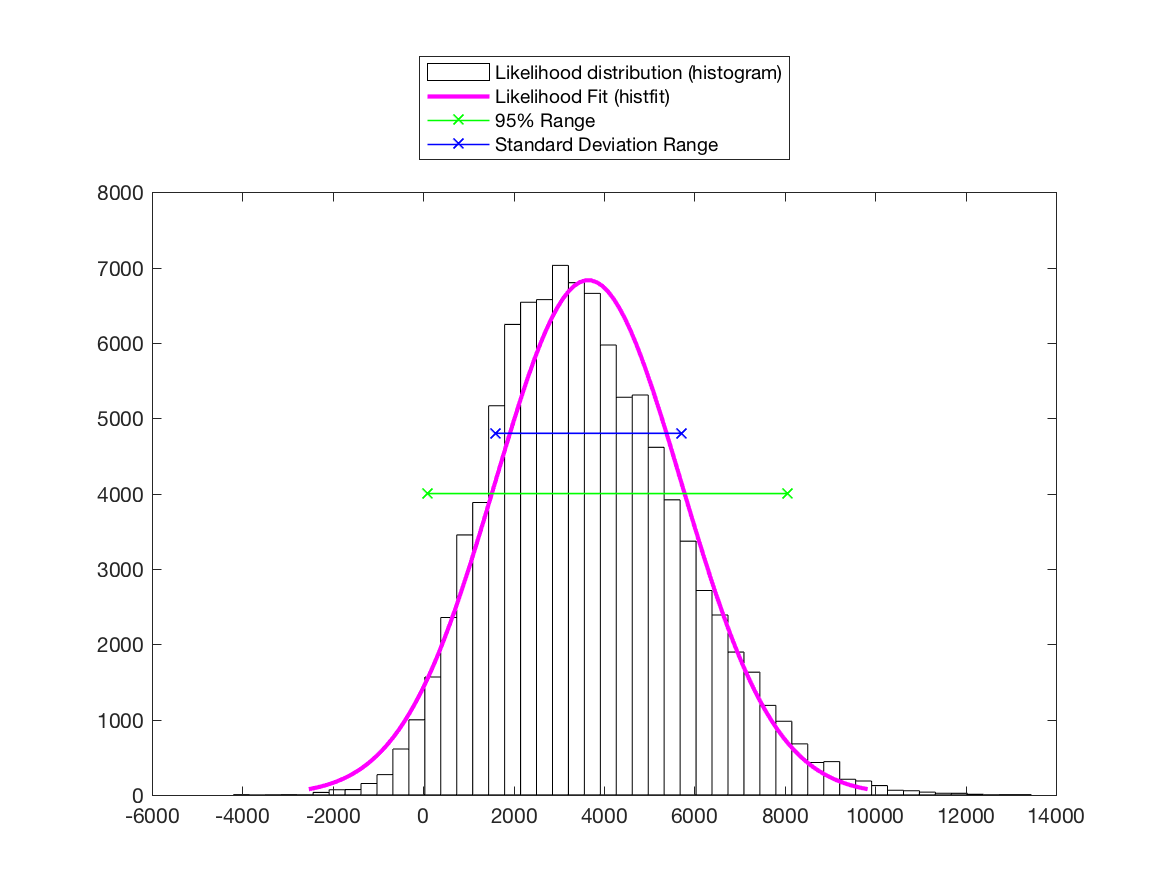 Likelihood distribution (histogram)
Likelihood Fit (histfit)
95% Range
Standard Deviation Range
8000
7000
6000
5000
4000
3000
2000
1000
0
-6000 -4000 -2000 0 2000 4000 6000 8000 10000 12000 14000